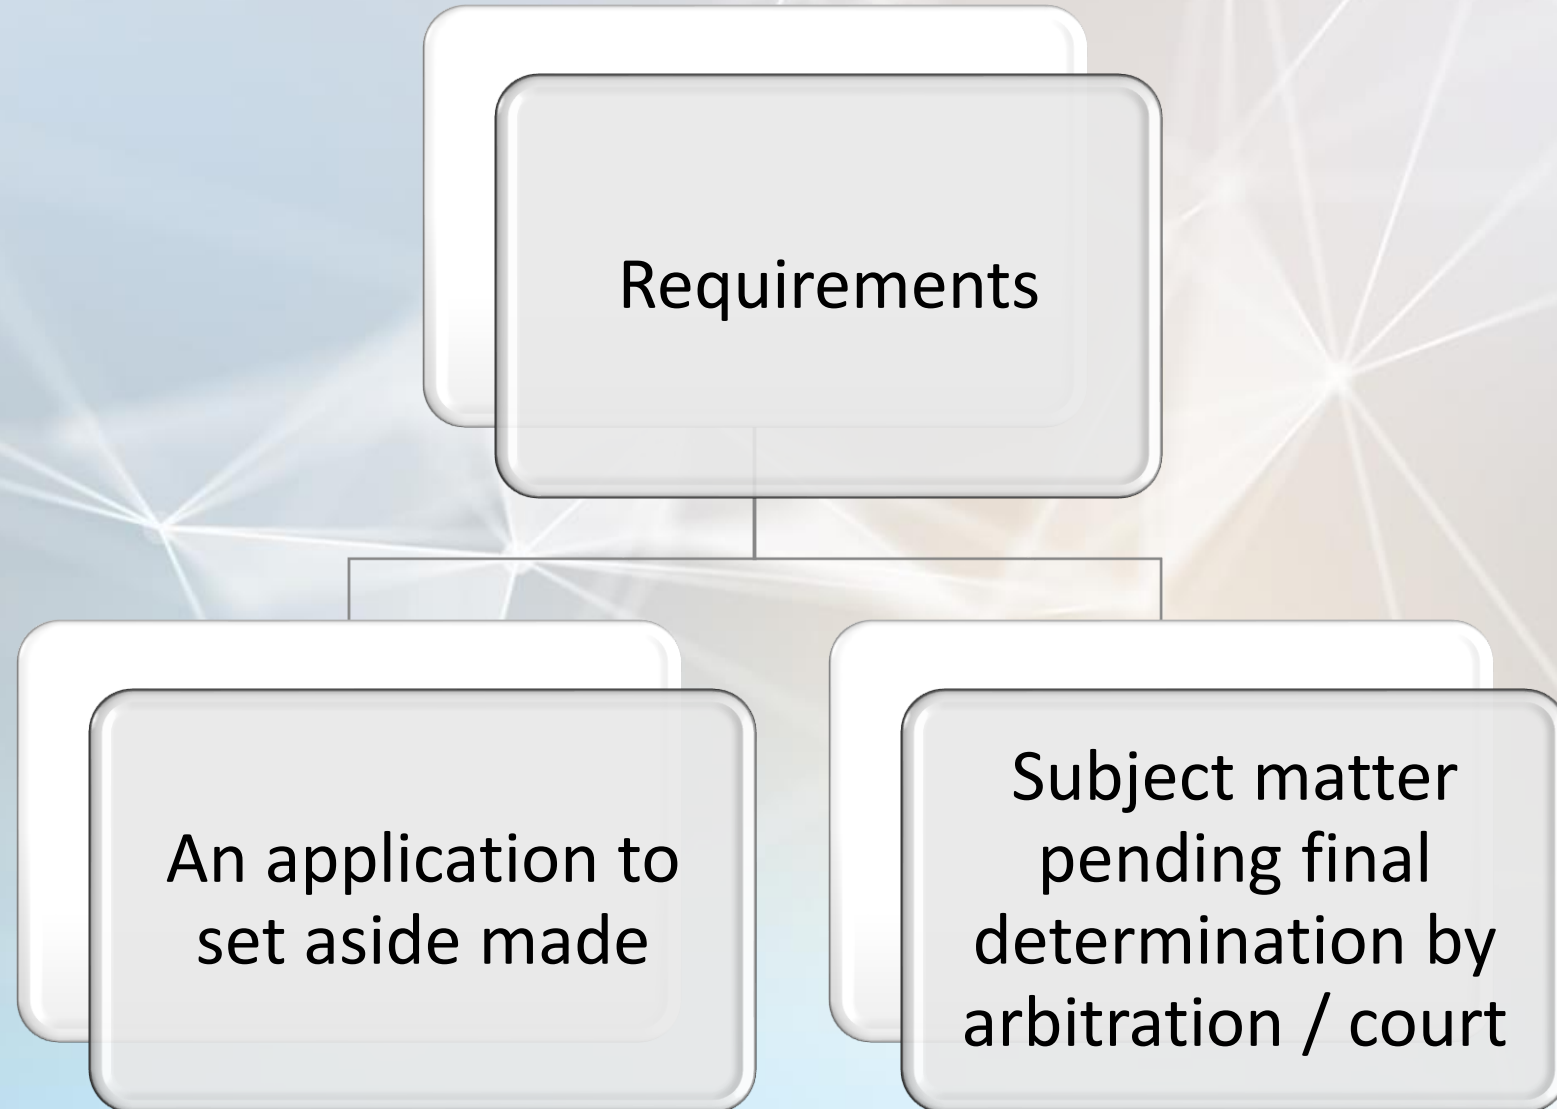 Requirements
An application to
set aside made
Subject matter
pending final
determination by
arbitration / court